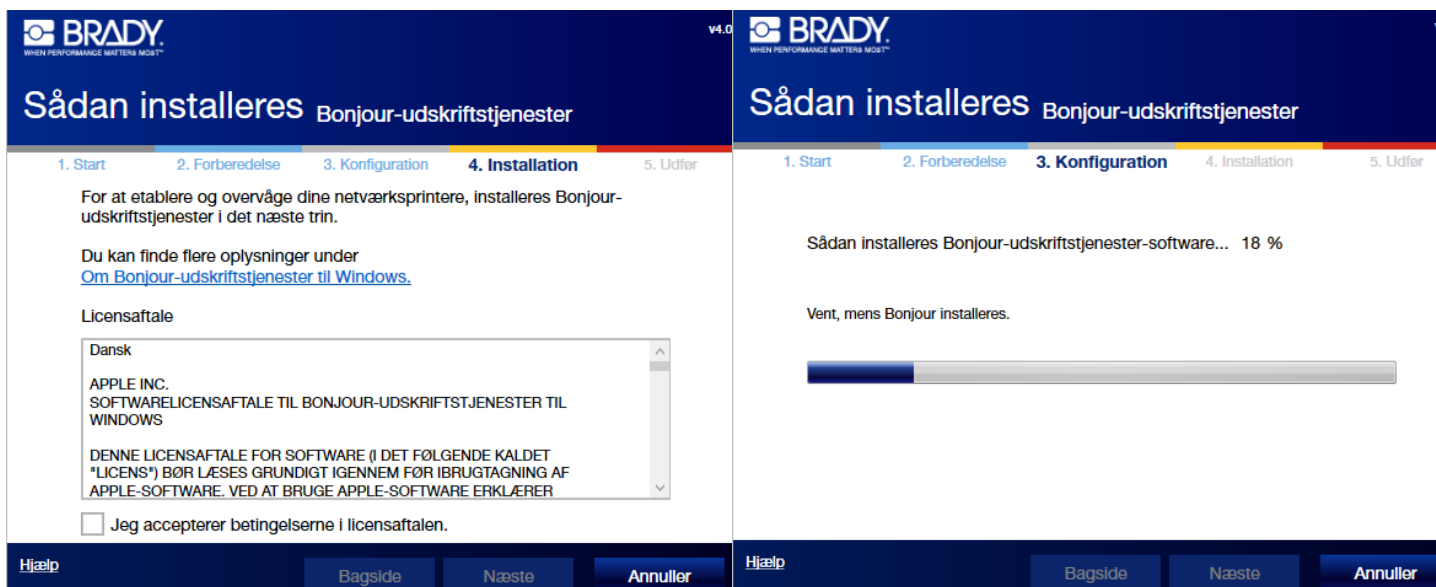 BRADY.
WHEN PERFORMANCE MATTERS MOST™
v4.0
Sådan installeres Bonjour-udskriftstjenester
1. Start 2. Forberedelse 3. Konfiguration 4. Installation 5. Udfør
For at etablere og overvåge dine netværksprintere, installeres Bonjour-
udskriftstjenester i det næste trin.
Du kan finde flere oplysninger under
Om Bonjour-udskriftstjenester til Windows.
Licensaftale
Dansk
APPLE INC.
SOFTWARELICENSAFTALE TIL BONJOUR-UDSKRIFTSTJENESTER TIL
WINDOWS
DENNE LICENSAFTALE FOR SOFTWARE (I DET FØLGENDE KALDET
"LICENS") BØR LÆSES GRUNDIGT IGENNEM FØR IBRUGTAGNING AF
APPLE-SOFTWARE. VED AT BRUGE APPLE-SOFTWARE ERKLÆRER
Jeg accepterer betingelserne i licensaftalen.
Hjælp Bagside Næste Annuller
BRADY.
WHEN PERFORMANCE MATTERS MOST™
Sådan installeres Bonjour-udskriftstjenester
1. Start 2. Forberedelse 3. Konfiguration 4. Installation 5. Udfør
Sådan installeres Bonjour-udskriftstjenester-software... 18 %
Vent, mens Bonjour installeres.
Hjælp Bagside Næste Annuller